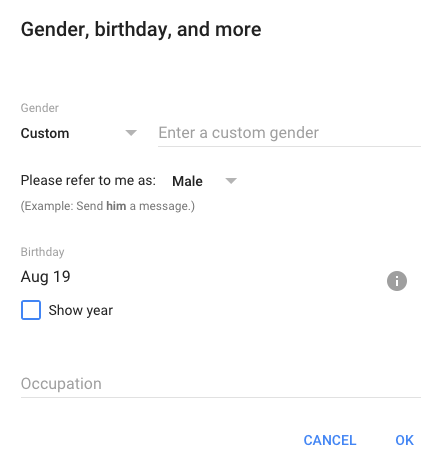 Gender, birthday, and more
Gender
Custom
Enter a custom gender
Please refer to me as: Male
(Example: Send him a message.)
Birthday
Aug 19
Show year
Occupation
CANCEL OK